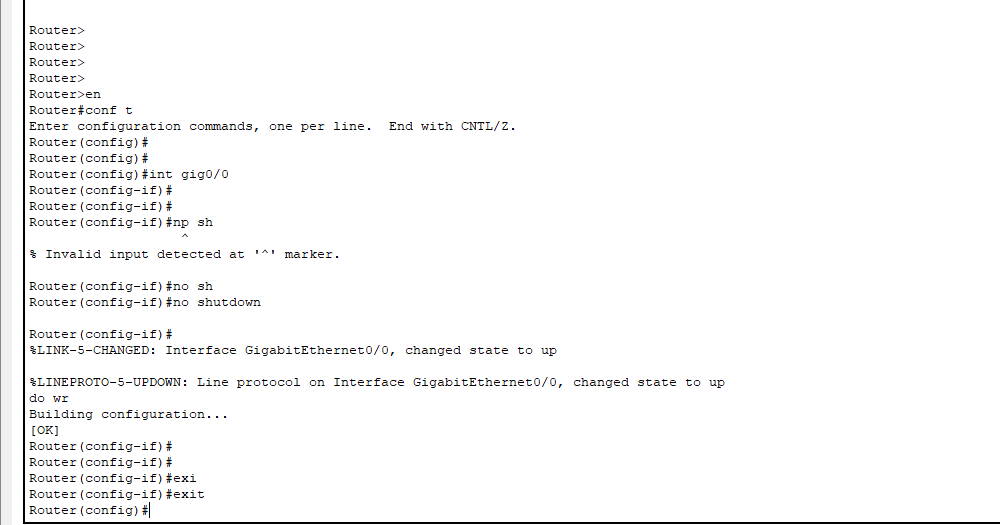 Router>
Router>
Router>
Router>
Router>en
Router#conf t
Enter configuration commands, one per line.  End with CNTL/Z.
Router(config)#
Router(config)#
Router(config)#int gig0/0
Router(config-if)#
Router(config-if)#
Router(config-if)#np sh
^
% Invalid input detected at '^' marker.
Router(config-if)#no sh
Router(config-if)#no shutdown
Router(config-if)#
%LINK-5-CHANGED: Interface GigabitEthernet0/0, changed state to up
%LINEPROTO-5-UPDOWN: Line protocol on Interface GigabitEthernet0/0, changed state to up
do wr
Building configuration...
[OK]
Router(config-if)#
Router(config-if)#
Router(config-if)#exi
Router(config-if)#exit
Router(config)#